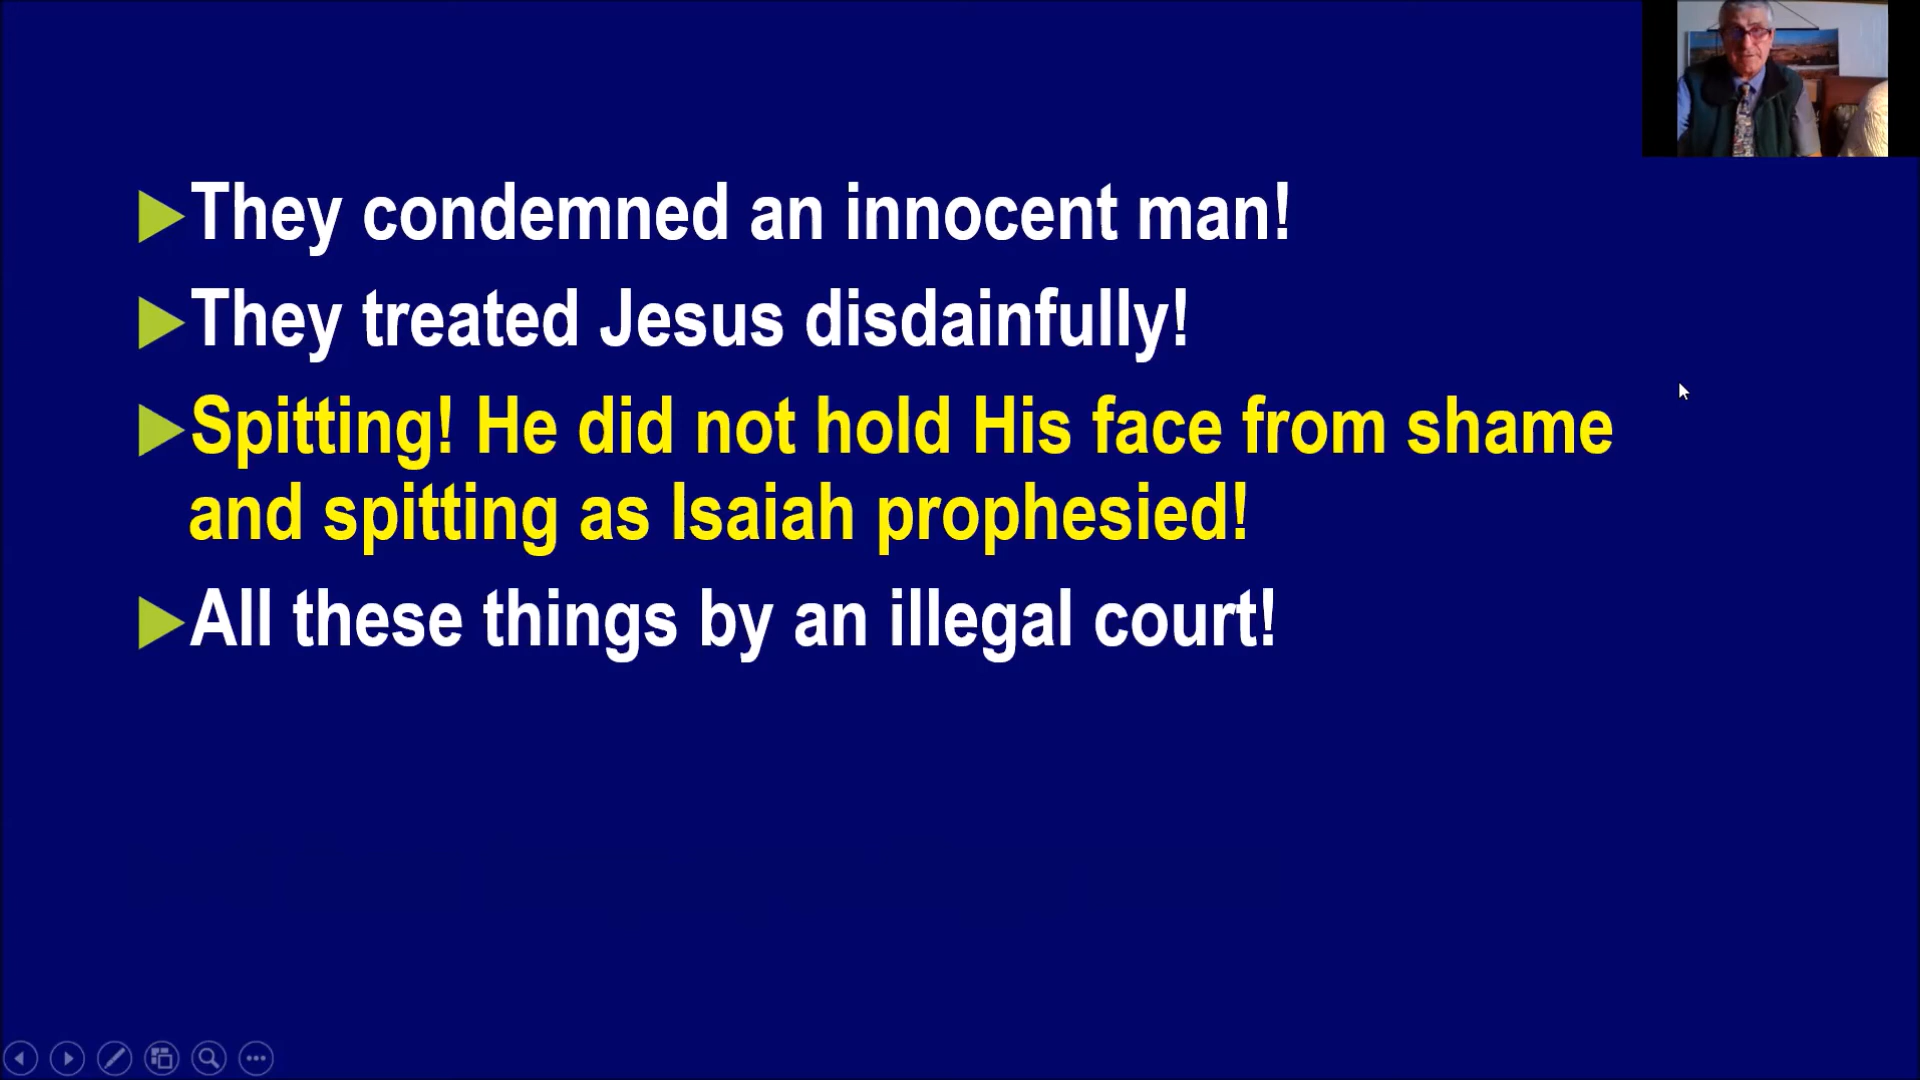 They condemned an innocent man!
They treated Jesus disdainfully!
Spitting! He did not hold His face from shame
and spitting as Isaiah prophesied!
All these things by an illegal court!